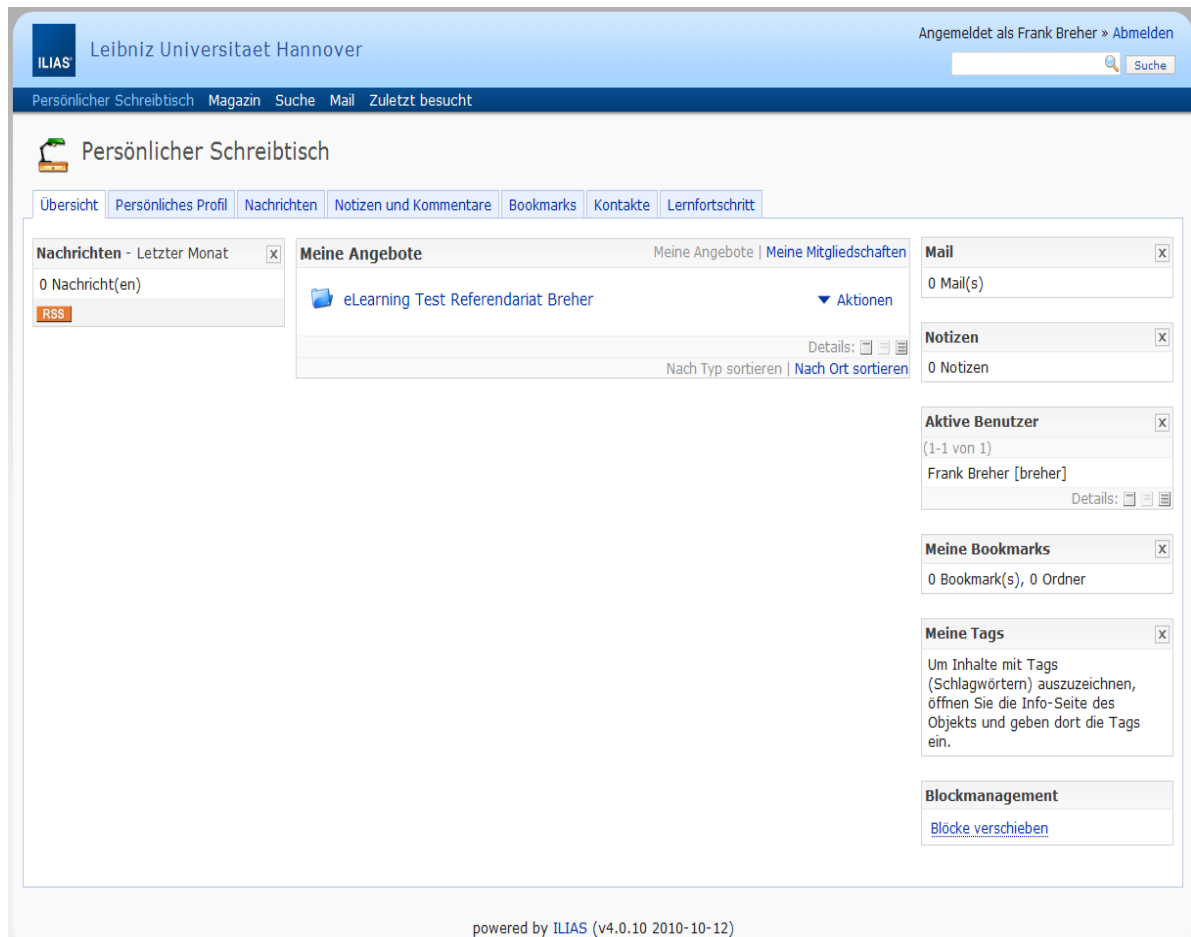 ILIAS
Leibniz Universitaet Hannover
Angemeldet als Frank Breher » Abmelden
Suche
Persönlicher Schreibtisch Magazin Suche Mail Zuletzt besucht
Persönlicher Schreibtisch
Übersicht Persönliches Profil Nachrichten Notizen und Kommentare Bookmarks Kontakte Lernfortschritt
Nachrichten - Letzter Monat X
0 Nachricht(en)
RSS
Meine Angebote Meine Angebote | Meine Mitgliedschaften
eLearning Test Referendariat Breher Aktionen
Details:
Nach Typ sortieren | Nach Ort sortieren
Mail X
0 Mail(s)
Notizen X
0 Notizen
Aktive Benutzer X
(1-1 von 1)
Frank Breher [breher]
Details:
Meine Bookmarks X
0 Bookmark(s), 0 Ordner
Meine Tags X
Um Inhalte mit Tags
(Schlagwörtern) auszuzeichnen,
öffnen Sie die Info-Seite des
Objekts und geben dort die Tags
ein.
Blockmanagement
Blöcke verschieben
powered by ILIAS (v4.0.10 2010-10-12)